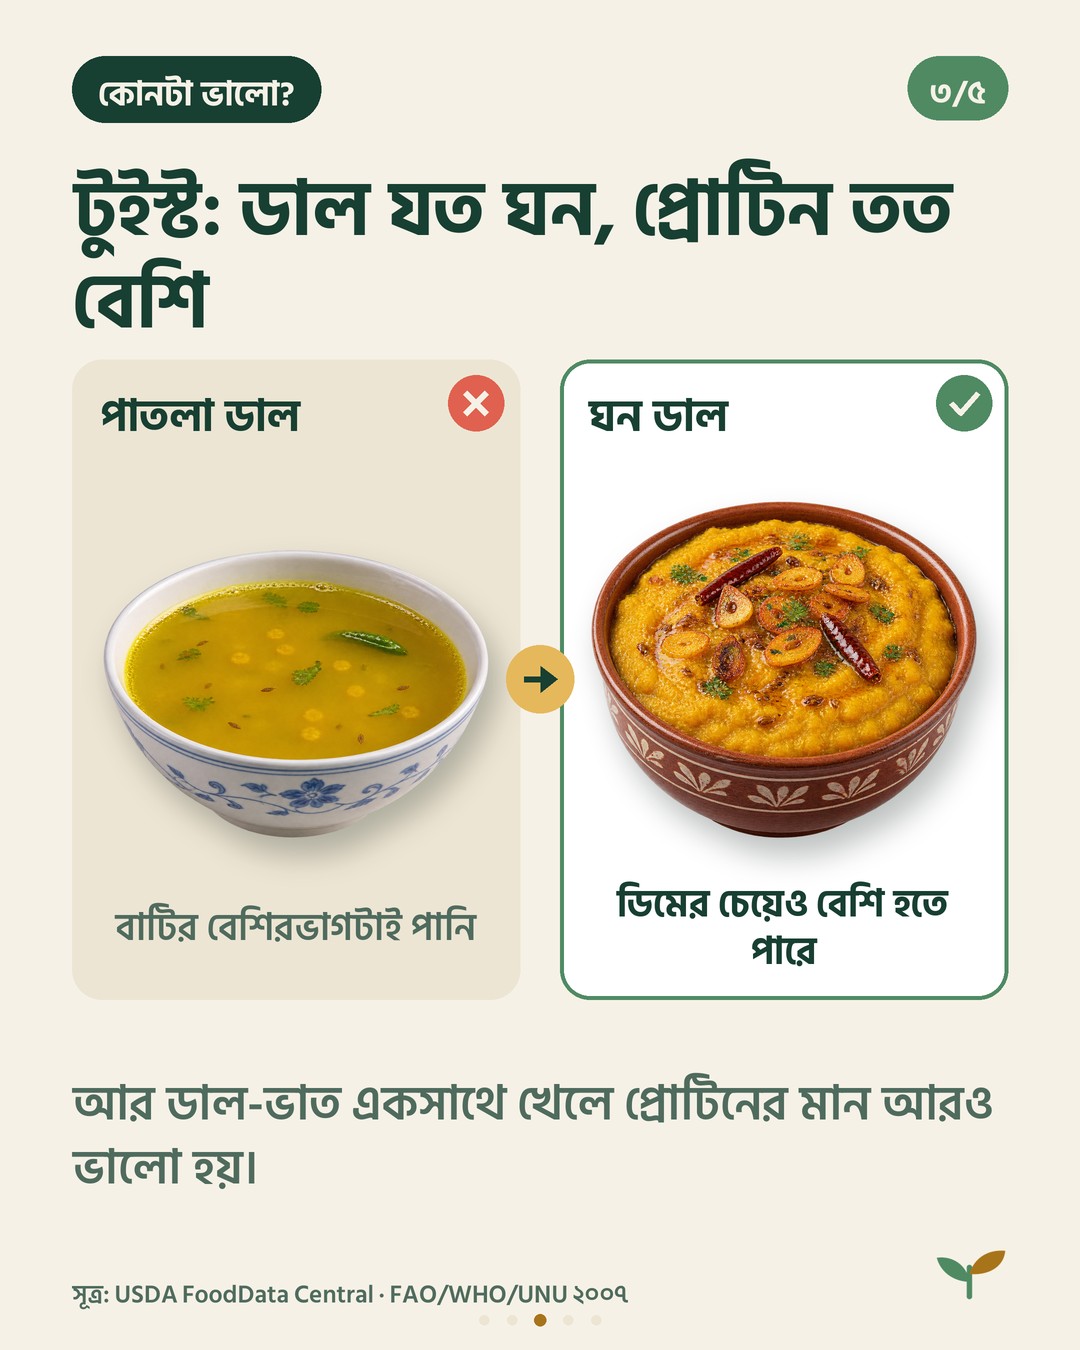 কোনটা ভালো?
৩/৫
টুইস্ট: ডাল যত ঘন, প্রোটিন তত
বেশি
পাতলা ডাল
ঘন ডাল
বাটির বেশিরভাগটাই পানি
ডিমের চেয়েও বেশি হতে
পারে
আর ডাল-ভাত একসাথে খেলে প্রোটিনের মান আরও
ভালো হয়।
সূত্র: USDA FoodData Central · FAO/WHO/UNU ২০০৭